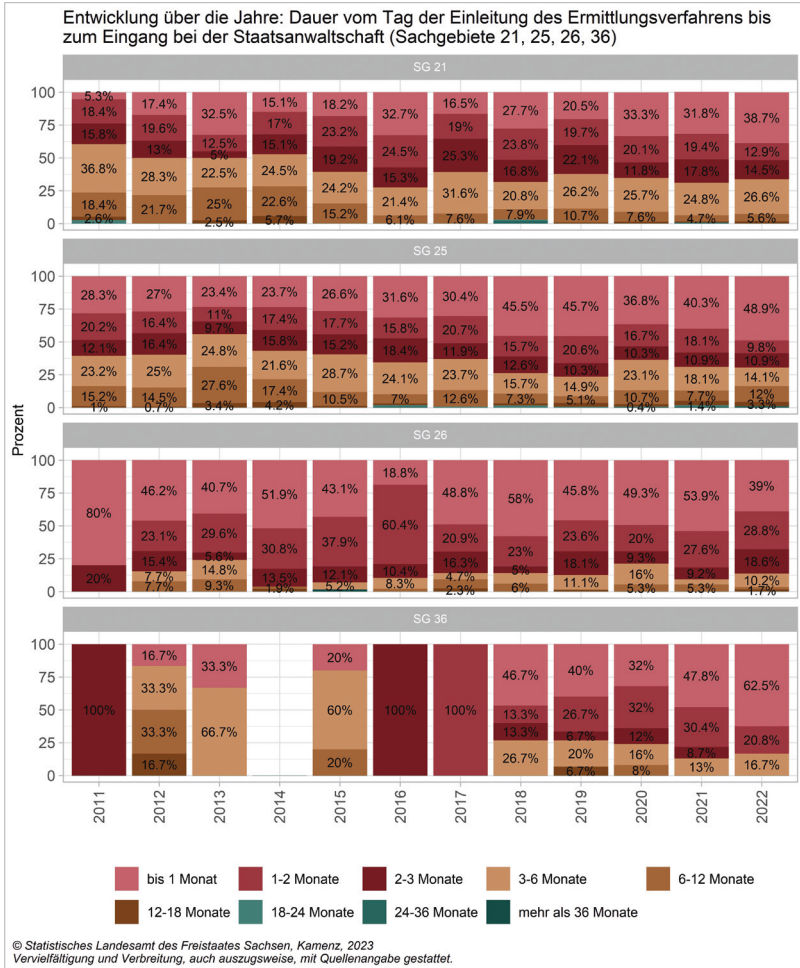 Entwicklung über die Jahre: Dauer vom Tag der Einleitung des Ermittlungsverfahrens bis
zum Eingang bei der Staatsanwaltschaft (Sachgebiete 21, 25, 26, 36)
Prozent
SG 21
100
75
50
25
0
5.3% 17.4% 32.5% 15.1% 18.2% 32.7% 16.5% 27.7% 20.5% 33.3% 31.8% 38.7%
18.4% 19.6% 12.5% 17% 23.2% 24.5% 19% 23.8% 19.7% 20.1% 19.4% 12.9%
15.8% 13% 5% 15.1% 19.2% 15.3% 25.3% 16.8% 22.1% 11.8% 17.8% 14.5%
36.8% 28.3% 22.5% 24.5% 24.2% 21.4% 31.6% 20.8% 26.2% 25.7% 24.8% 26.6%
18.4% 21.7% 25% 22.6% 15.2% 6.1% 7.6% 7.9% 10.7% 7.6% 4.7% 5.6%
2.6% 2.5% 5.7%
SG 25
100
75
50
25
0
28.3% 27% 23.4% 23.7% 26.6% 31.6% 30.4% 45.5% 45.7% 36.8% 40.3% 48.9%
20.2% 16.4% 11% 17.4% 17.7% 15.8% 20.7% 15.7% 20.6% 16.7% 18.1% 9.8%
12.1% 16.4% 9.7% 15.8% 15.2% 18.4% 11.9% 12.6% 10.3% 10.3% 10.9% 10.9%
23.2% 25% 24.8% 21.6% 28.7% 24.1% 23.7% 15.7% 14.9% 23.1% 18.1% 14.1%
15.2% 14.5% 27.6% 17.4% 10.5% 7% 12.6% 7.3% 5.1% 10.7% 7.7% 12%
1% 0.7% 3.4% 4.2% 0.4% 1.4% 3.3%
SG 26
100
75
50
25
0
80% 46.2% 40.7% 51.9% 43.1% 18.8% 48.8% 58% 45.8% 49.3% 53.9% 39%
23.1% 29.6% 30.8% 37.9% 60.4% 20.9% 23% 23.6% 20% 27.6% 28.8%
20% 15.4% 5.6% 13.5% 12.1% 10.4% 16.3% 5% 18.1% 9.3% 9.2% 18.6%
7.7% 14.8% 5.2% 8.3% 4.7% 11.1% 16% 10.2%
7.7% 9.3% 1.9% 2.3% 6% 5.3% 5.3% 1.7%
SG 36
100
75
50
25
0
100% 16.7% 33.3% 20% 100% 100% 46.7% 40% 32% 47.8% 62.5%
13.3% 26.7% 32% 30.4% 20.8%
13.3% 6.7% 12% 8.7%
33.3% 66.7% 60% 26.7% 20% 16% 13% 16.7%
33.3% 20% 8%
16.7% 6.7%
2011 2012 2013 2014 2015 2016 2017 2018 2019 2020 2021 2022
bis 1 Monat 1-2 Monate 2-3 Monate 3-6 Monate 6-12 Monate
12-18 Monate 18-24 Monate 24-36 Monate mehr als 36 Monate
© Statistisches Landesamt des Freistaates Sachsen, Kamenz, 2023
Vervielfältigung und Verbreitung, auch auszugsweise, mit Quellenangabe gestattet.